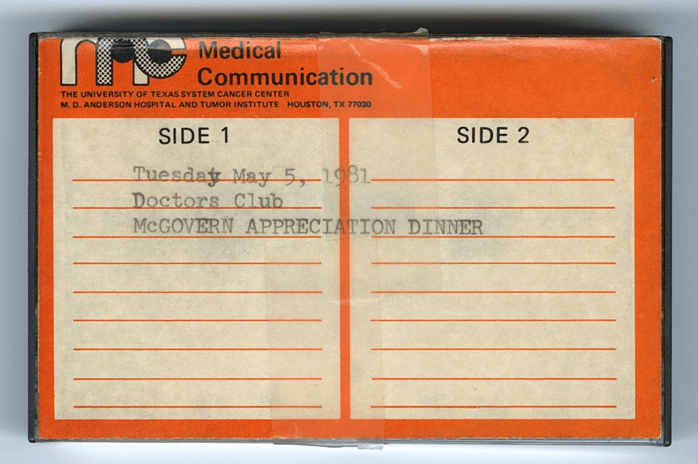 mc Medical
Communication
THE UNIVERSITY OF TEXAS SYSTEM CANCER CENTER
M. D. ANDERSON HOSPITAL AND TUMOR INSTITUTE HOUSTON, TX 77030
SIDE 1 SIDE 2
Tuesday May 5, 1981
Doctors Club
McGOVERN APPRECIATION DINNER